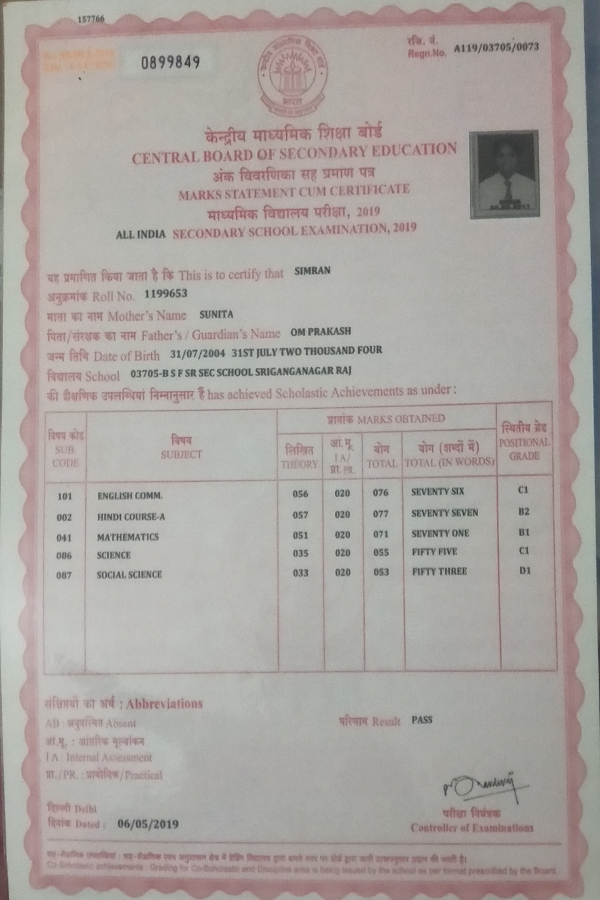 157766
0899849
रजि. सं.
Regn.No. A119/03705/0073
भारत
केन्द्रीय माध्यमिक शिक्षा बोर्ड
CENTRAL BOARD OF SECONDARY EDUCATION
अंक विवरणिका सह प्रमाण पत्र
MARKS STATEMENT CUM CERTIFICATE
माध्यमिक विद्यालय परीक्षा, 2019
ALL INDIA SECONDARY SCHOOL EXAMINATION, 2019
यह प्रमाणित किया जाता है कि This is to certify that SIMRAN
अनुक्रमांक Roll No. 1199653
माता का नाम Mother's Name SUNITA
पिता/संरक्षक का नाम Father's / Guardian's Name OM PRAKASH
जन्म तिथि Date of Birth 31/07/2004 31ST JULY TWO THOUSAND FOUR
विद्यालय School 03705-B S F SR SEC SCHOOL SRIGANGANAGAR RAJ
की शैक्षणिक उपलब्धियां निम्नानुसार हैं has achieved Scholastic Achievements as under :
विषय कोड SUB. CODE
विषय SUBJECT
प्राप्तांक MARKS OBTAINED
लिखित THEORY
आं.मू. I A/ प्रा. PR.
योग TOTAL
योग (शब्दों में) TOTAL (IN WORDS)
स्थितीय ग्रेड POSITIONAL GRADE
101 ENGLISH COMM. 056 020 076 SEVENTY SIX C1
002 HINDI COURSE-A 057 020 077 SEVENTY SEVEN B2
041 MATHEMATICS 051 020 071 SEVENTY ONE B1
086 SCIENCE 035 020 055 FIFTY FIVE C1
087 SOCIAL SCIENCE 033 020 053 FIFTY THREE D1
संक्षिप्तियों का अर्थ : Abbreviations
AB : अनुपस्थित Absent
परिणाम Result PASS
आं.मू. : आंतरिक मूल्यांकन
I A : Internal Assessment
प्रा./PR. : प्रायोगिक/Practical
दिल्ली Delhi
दिनांक Dated : 06/05/2019
परीक्षा नियंत्रक
Controller of Examinations
Co-Scholastic achievements : Grading for Co-Scholastic and Discipline area is being issued by the school as per format prescribed by the Board.